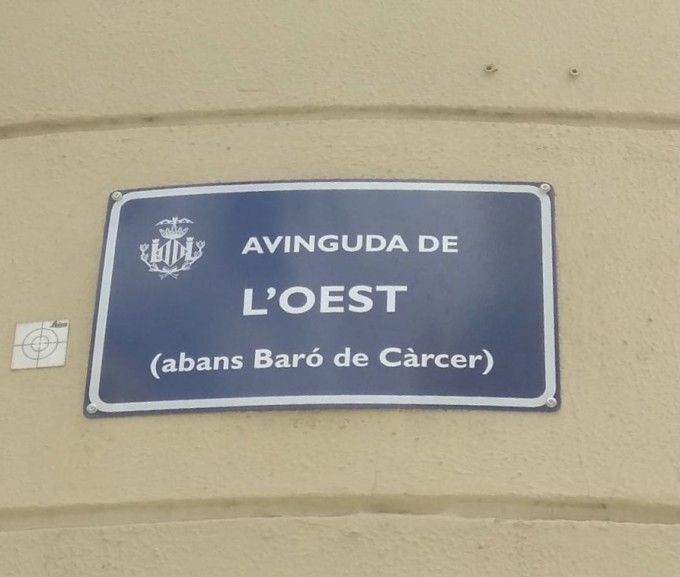 AVINGUDA DE
L'OEST
(abans Baró de Càrcer)